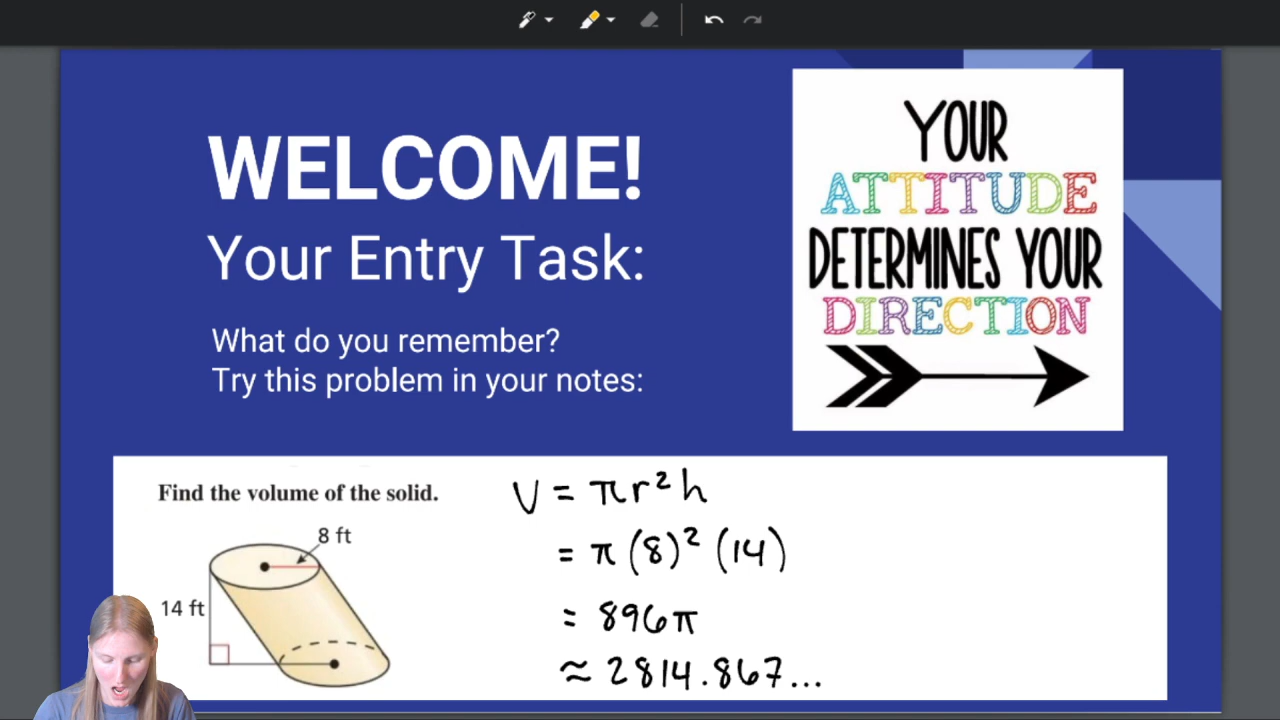 WELCOME!
Your Entry Task:
What do you remember?
Try this problem in your notes:
YOUR
ATTITUDE
DETERMINES YOUR
DIRECTION
Find the volume of the solid.
8 ft
14 ft
V = πr²h
= π(8)²(14)
= 896π
≈ 2814.867...